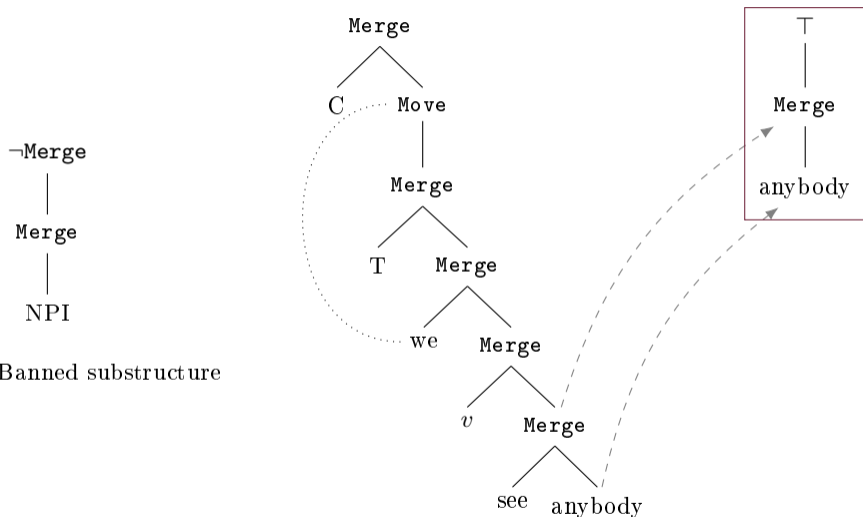 ¬Merge
Merge
NPI
Banned substructure
Merge
C Move
Merge
T Merge
we Merge
v Merge
see anybody
⊤
Merge
anybody